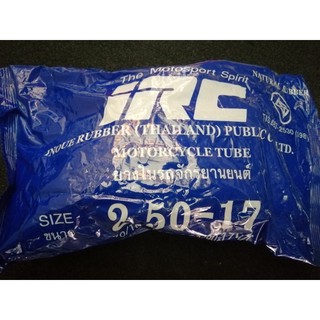 The Motorsport Spirit
iRC
INOUE RUBBER (THAILAND) PUBLIC CO., LTD.
MOTORCYCLE TUBE
ยางในรถจักรยานยนต์
SIZE
ขนาด
2.50-17